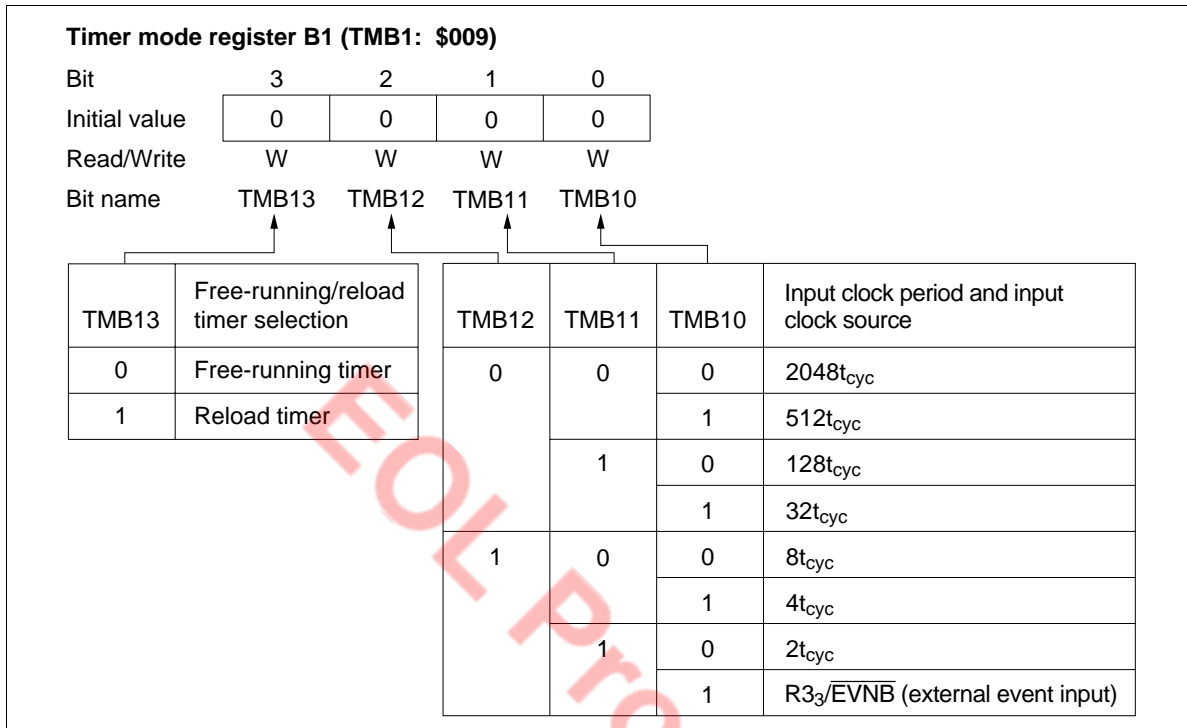 Timer mode register B1 (TMB1: $009)
Bit 3 2 1 0
Initial value 0 0 0 0
Read/Write W W W W
Bit name TMB13 TMB12 TMB11 TMB10
TMB13 Free-running/reload timer selection
0 Free-running timer
1 Reload timer
TMB12 TMB11 TMB10 Input clock period and input clock source
0 0 0 2048tcyc
1 512tcyc
1 0 128tcyc
1 32tcyc
1 0 0 8tcyc
1 4tcyc
1 0 2tcyc
1 R33/EVNB (external event input)
EOL Pro